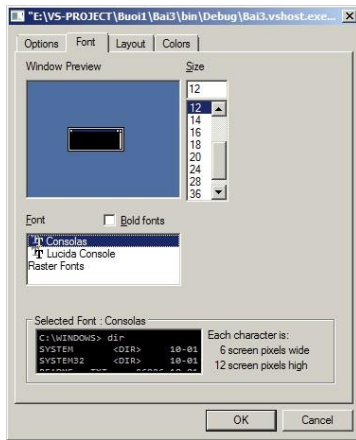 "E:\VS-PROJECT\Buoi1\Bai3\bin\Debug\Bai3.vshost.exe...
Options Font Layout Colors
Window Preview
Size
12
12
14
16
18
20
24
28
36
Font
Bold fonts
Consolas
Lucida Console
Raster Fonts
Selected Font : Consolas
C:\WINDOWS> dir
SYSTEM <DIR> 10-01
SYSTEM32 <DIR> 10-01
Each character is:
6 screen pixels wide
12 screen pixels high
OK Cancel